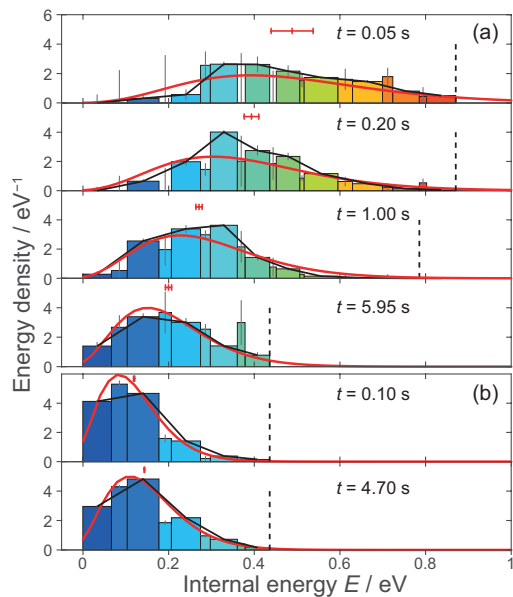 6
4
2
0
(a)
t = 0.05 s
4
2
0
t = 0.20 s
4
2
0
t = 1.00 s
4
2
0
t = 5.95 s
4
2
0
(b)
t = 0.10 s
4
2
0
t = 4.70 s
0 0.2 0.4 0.6 0.8 1
Internal energy E / eV
Energy density / eV⁻¹